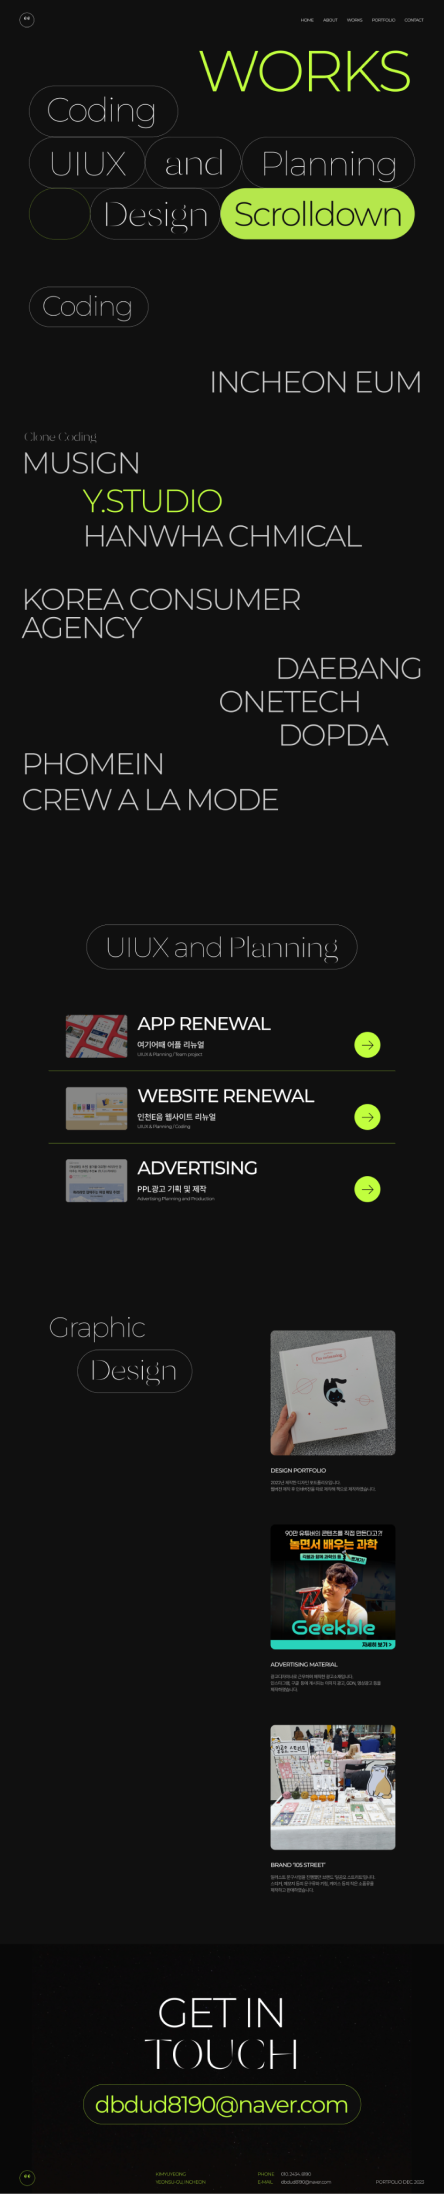 HOME ABOUT WORKS PORTFOLIO CONTACT
WORKS
Coding
UIUX and Planning
Design Scrolldown
Coding
INCHEON EUM
Clone Coding
MUSIGN
Y.STUDIO
HANWHA CHMICAL
KOREA CONSUMER
AGENCY
DAEBANG
ONETECH
DOPDA
PHOMEIN
CREW A LA MODE
UIUX and Planning
APP RENEWAL
여기어때 어플 리뉴얼
UIUX & Planning / Team project
WEBSITE RENEWAL
인천E음 웹사이트 리뉴얼
UIUX & Planning / Coding
ADVERTISING
PPL광고 기획 및 제작
Advertising Planning and Production
Graphic
Design
DESIGN PORTFOLIO
90만 유튜버의 콘텐츠를 직접 만든다고?!
놀면서 배우는 과학
Geekble
자세히 보기 >
ADVERTISING MATERIAL
BRAND '105 STREET'
GET IN
TOUCH
dbdud8190@naver.com
KIMYUYEONG PHONE
YEONSU-GU, INCHEON E-MAIL dbdud8190@naver.com PORTFOLIO DEC. 2023